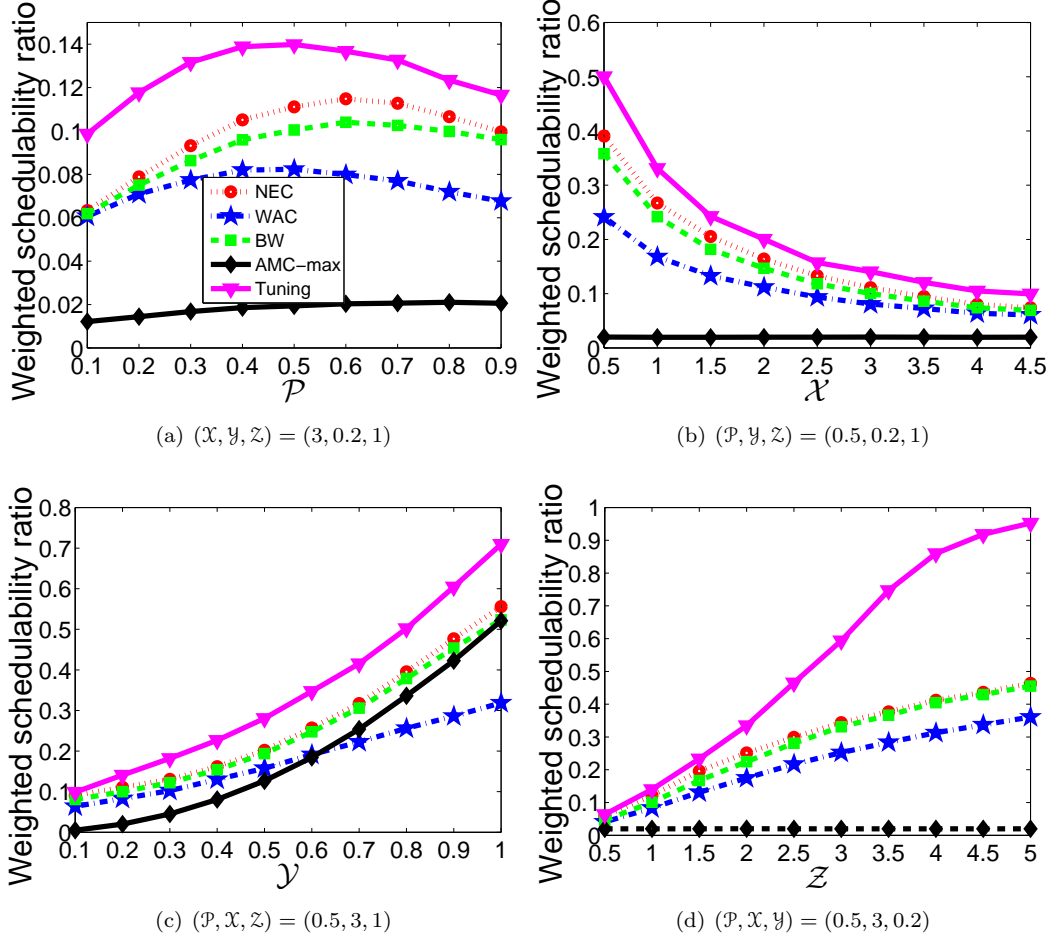 Weighted schedulability ratio
0.14
0.12
0.1
0.08
0.06
0.04
0.02
0
0.1 0.2 0.3 0.4 0.5 0.6 0.7 0.8 0.9
𝒫
NEC
WAC
BW
AMC−max
Tuning
(a) (𝒳, 𝒴, 𝒵) = (3, 0.2, 1)
Weighted schedulability ratio
0.6
0.5
0.4
0.3
0.2
0.1
0
0.5 1 1.5 2 2.5 3 3.5 4 4.5
𝒳
(b) (𝒫, 𝒴, 𝒵) = (0.5, 0.2, 1)
Weighted schedulability ratio
0.8
0.7
0.6
0.5
0.4
0.3
0.2
0.1
0
0.1 0.2 0.3 0.4 0.5 0.6 0.7 0.8 0.9 1
𝒴
(c) (𝒫, 𝒳, 𝒵) = (0.5, 3, 1)
Weighted schedulability ratio
1
0.9
0.8
0.7
0.6
0.5
0.4
0.3
0.2
0.1
0
0.5 1 1.5 2 2.5 3 3.5 4 4.5 5
𝒵
(d) (𝒫, 𝒳, 𝒴) = (0.5, 3, 0.2)